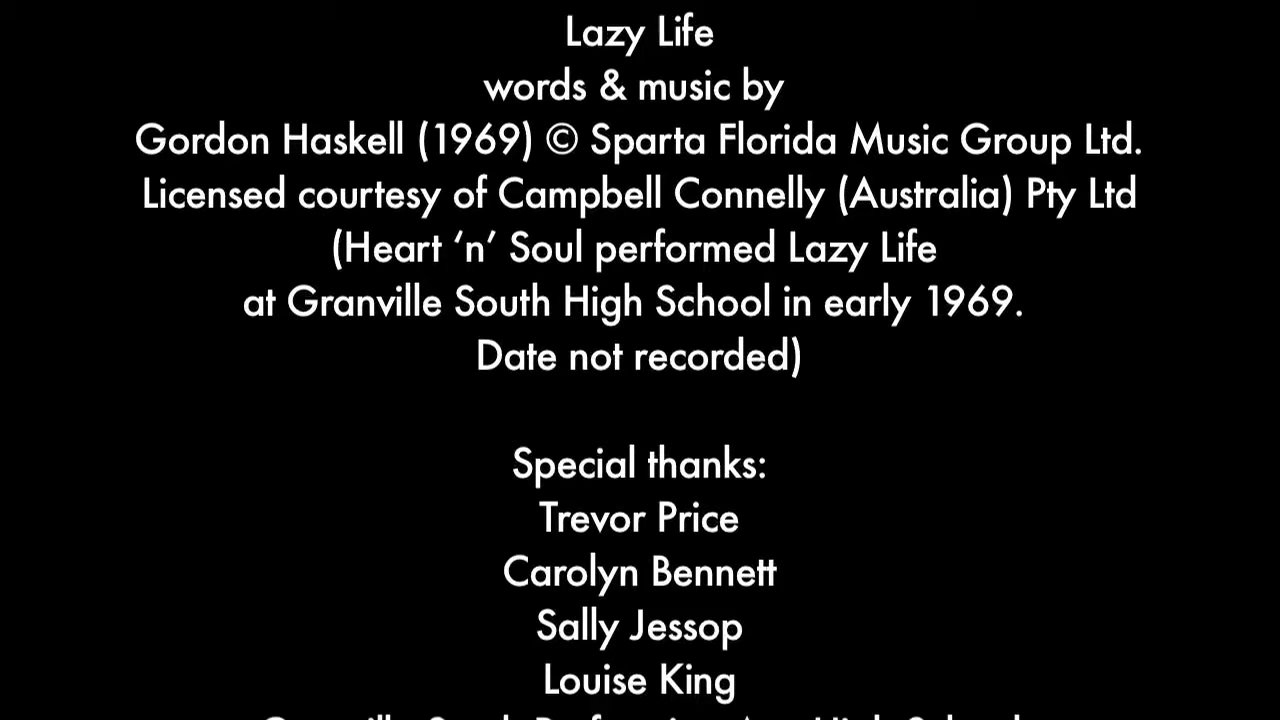 Lazy Life
words & music by
Gordon Haskell (1969) © Sparta Florida Music Group Ltd.
Licensed courtesy of Campbell Connelly (Australia) Pty Ltd
(Heart ‘n’ Soul performed Lazy Life
at Granville South High School in early 1969.
Date not recorded)
Special thanks:
Trevor Price
Carolyn Bennett
Sally Jessop
Louise King